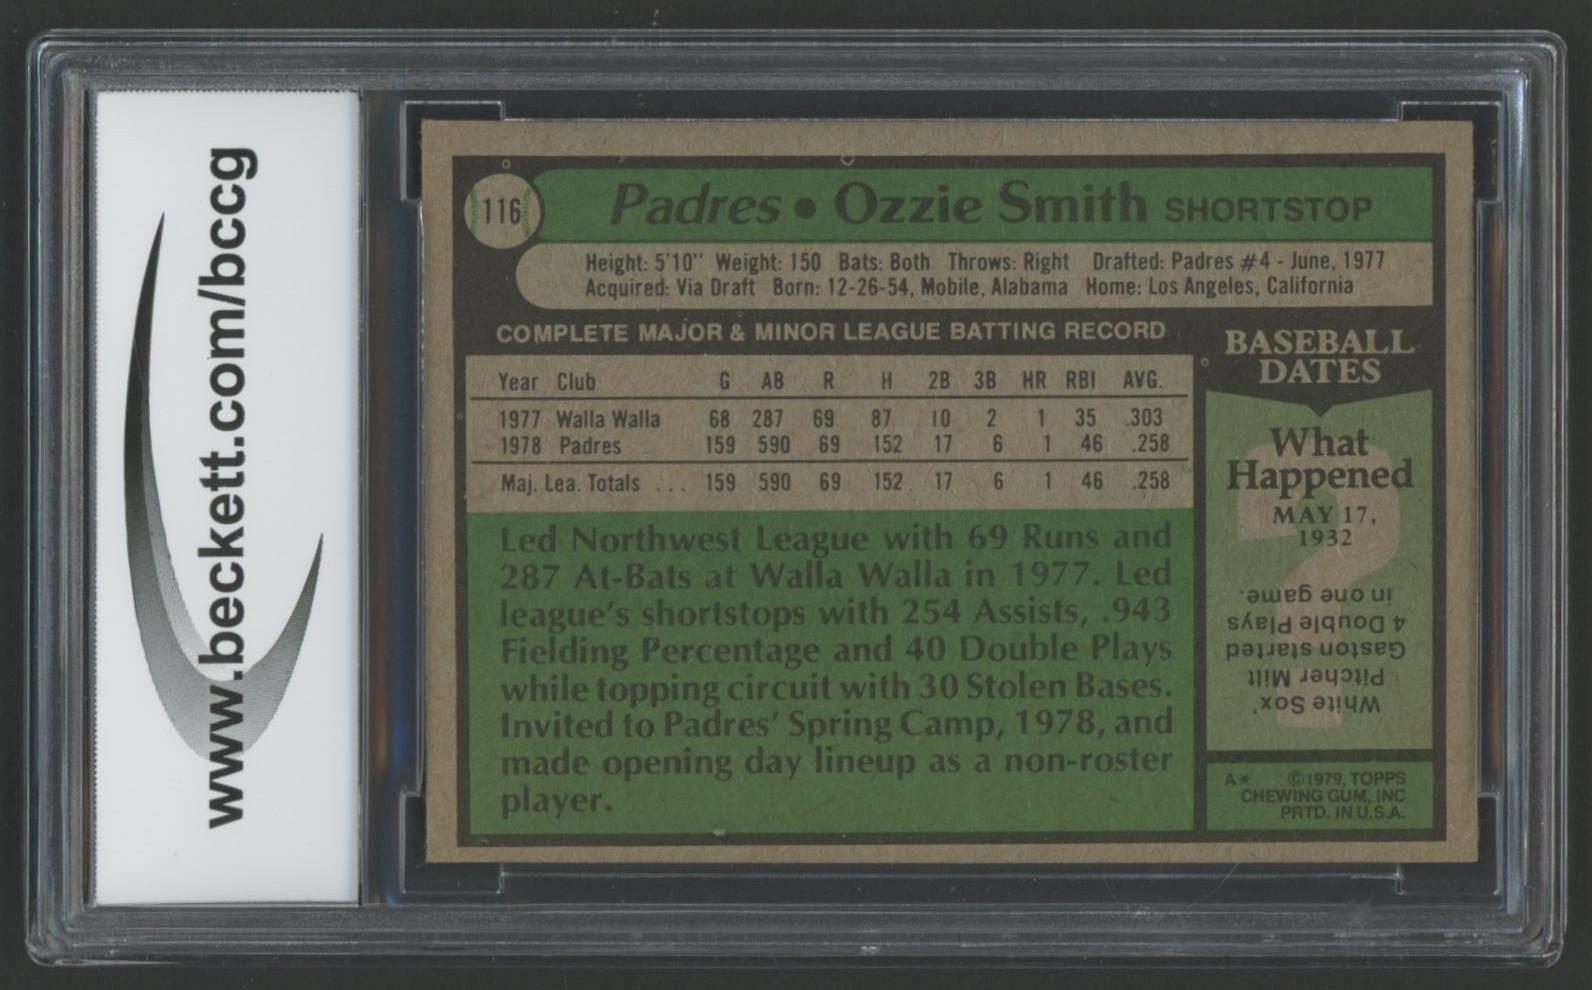 www.beckett.com/bccg
116
Padres • Ozzie Smith SHORTSTOP
Height: 5'10" Weight: 150 Bats: Both Throws: Right Drafted: Padres #4 - June, 1977
Acquired: Via Draft Born: 12-26-54, Mobile, Alabama Home: Los Angeles, California
COMPLETE MAJOR & MINOR LEAGUE BATTING RECORD
Year Club G AB R H 2B 3B HR RBI AVG.
1977 Walla Walla 68 287 69 87 10 2 1 35 .303
1978 Padres 159 590 69 152 17 6 1 46 .258
Maj. Lea. Totals ... 159 590 69 152 17 6 1 46 .258
Led Northwest League with 69 Runs and
287 At-Bats at Walla Walla in 1977. Led
league's shortstops with 254 Assists, .943
Fielding Percentage and 40 Double Plays
while topping circuit with 30 Stolen Bases.
Invited to Padres' Spring Camp, 1978, and
made opening day lineup as a non-roster
player.
BASEBALL
DATES
What
Happened
MAY 17,
1932
?
White Sox'
Pitcher Milt
Gaston started
4 Double Plays
in one game.
A* ©1979, TOPPS
CHEWING GUM, INC
PRTD. IN U.S.A.